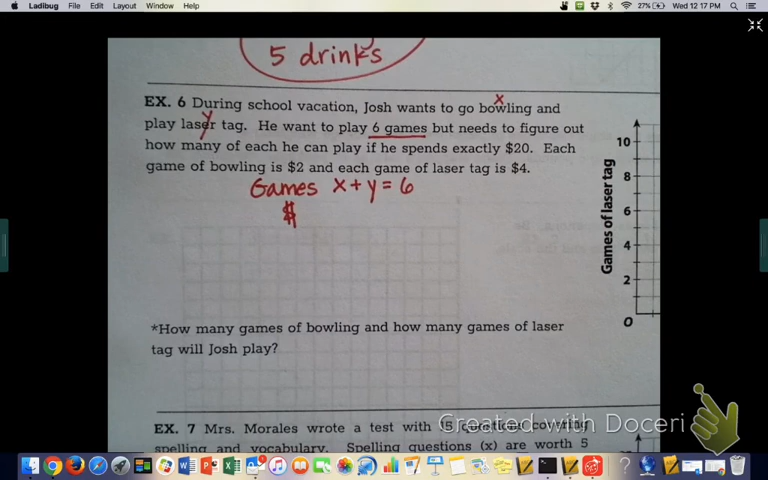 Ladibug File Edit Layout Window Help 27% Wed 12 17 PM
5 drinks
EX. 6 During school vacation, Josh wants to go bowling and
x
play laser tag. He want to play 6 games but needs to figure out
y
how many of each he can play if he spends exactly $20. Each
game of bowling is $2 and each game of laser tag is $4.
Games x + y = 6
$
10
8
6
4
2
O
Games of laser tag
*How many games of bowling and how many games of laser
tag will Josh play?
EX. 7 Mrs. Morales wrote a test with 15 questions covering
spelling and vocabulary. Spelling questions (x) are worth 5
Created with Doceri